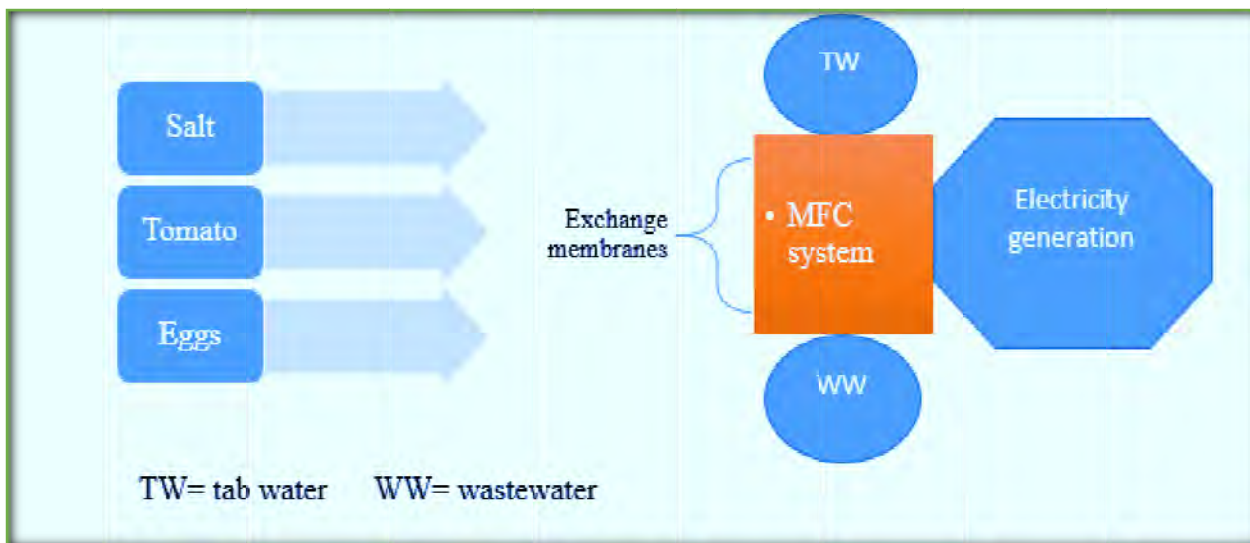 Salt
Tomato
Eggs
Exchange
membranes
TW
• MFC
system
WW
Electricity
generation
TW= tab water WW= wastewater